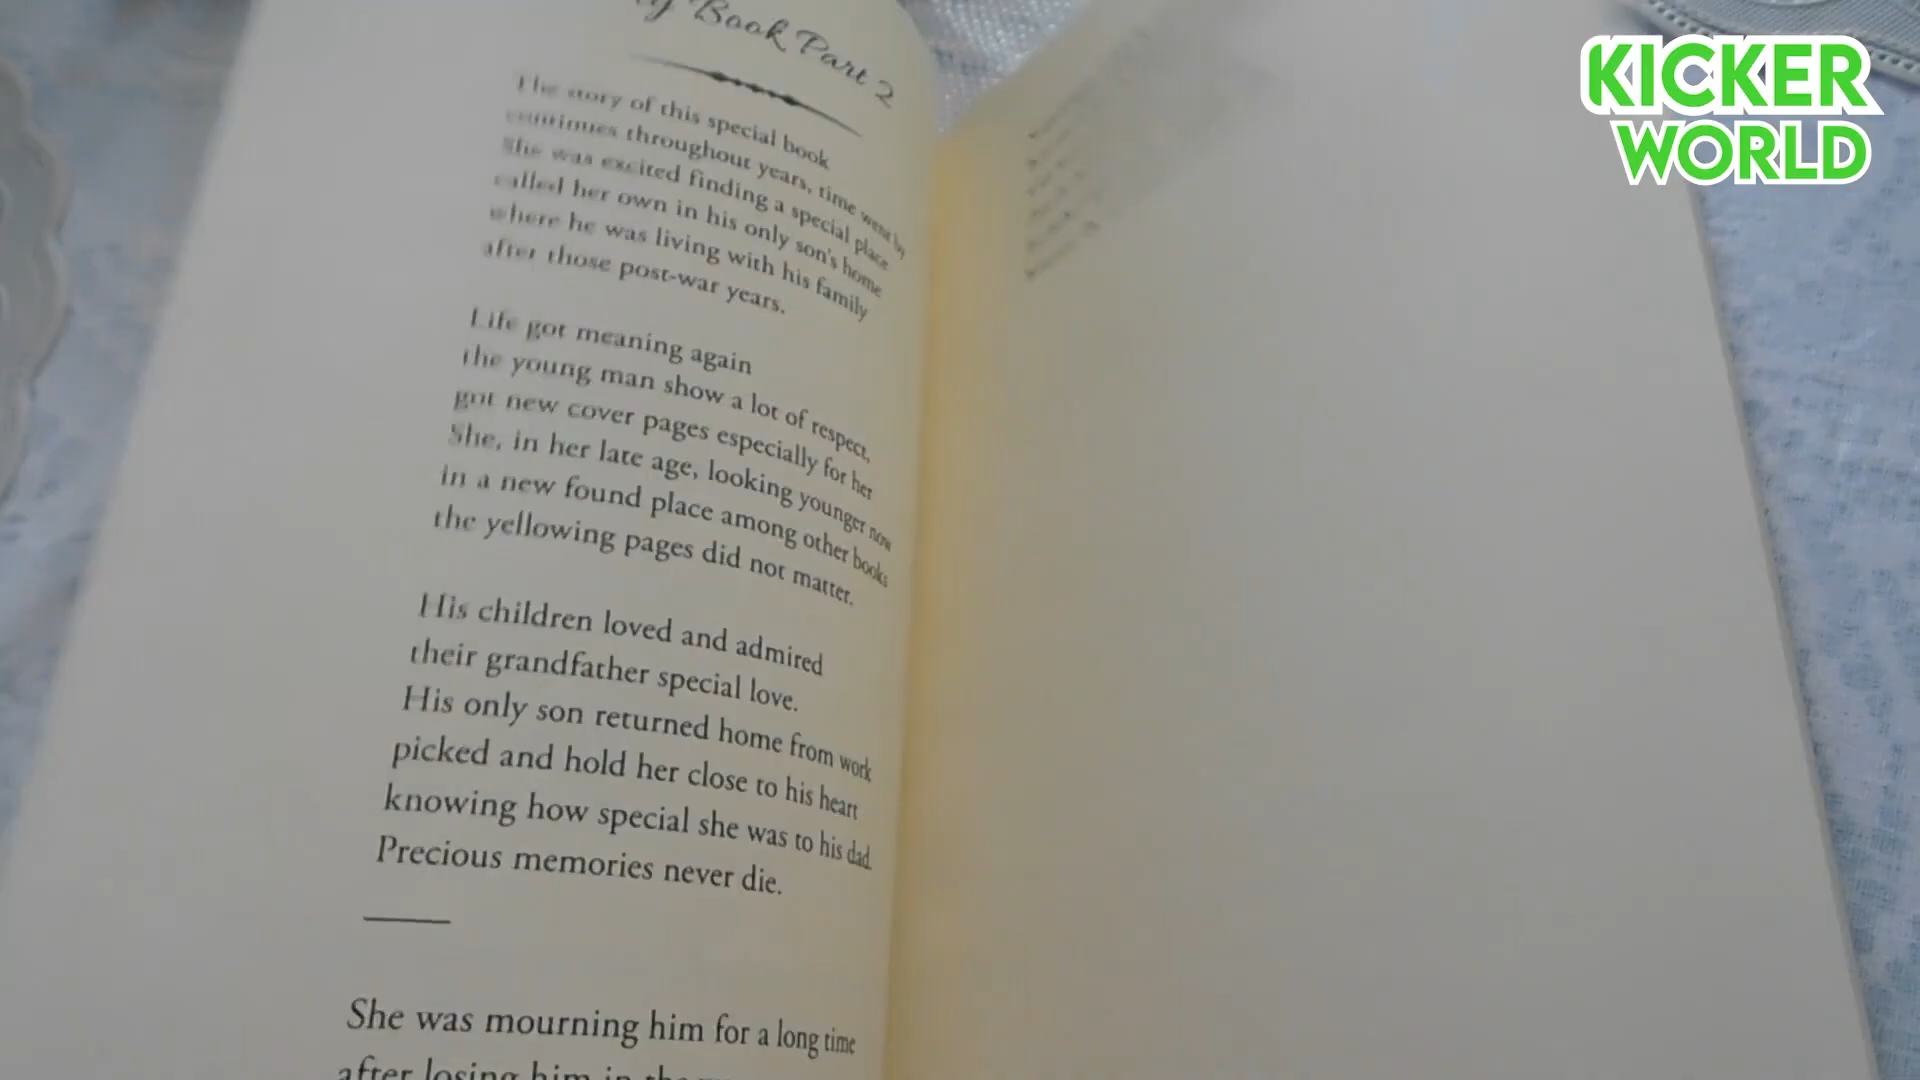 Book Part 2
The story of this special book
continues throughout years, time went by
She was excited finding a special place
called her own in his only son's home
where he was living with his family
after those post-war years.
Life got meaning again
the young man show a lot of respect,
got new cover pages especially for her
She, in her late age, looking younger now
in a new found place among other books
the yellowing pages did not matter.
His children loved and admired
their grandfather special love.
His only son returned home from work
picked and hold her close to his heart
knowing how special she was to his dad.
Precious memories never die.
She was mourning him for a long time
after losing him in the
KICKER
WORLD